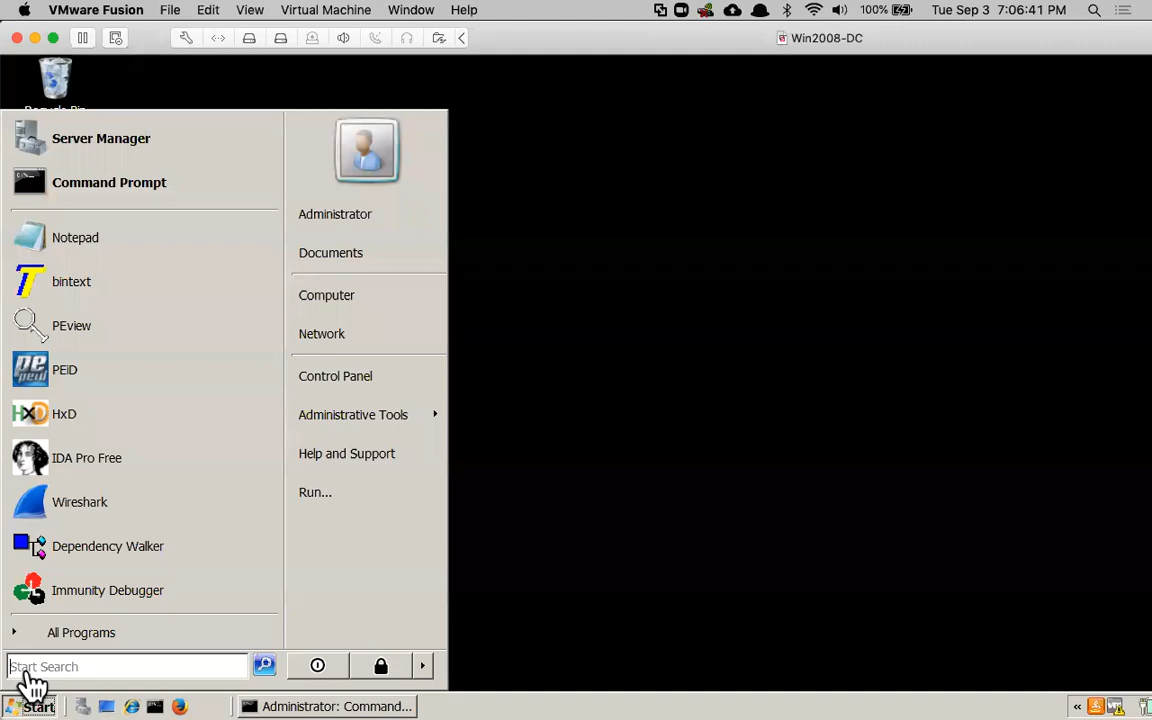 VMware Fusion File Edit View Virtual Machine Window Help 100% Tue Sep 3 7:06:41 PM
Win2008-DC
Recycle Bin
Server Manager
Command Prompt
Notepad
bintext
PEview
PEiD
HxD
IDA Pro Free
Wireshark
Dependency Walker
Immunity Debugger
All Programs
Start Search
Administrator
Documents
Computer
Network
Control Panel
Administrative Tools
Help and Support
Run...
Start
Administrator: Command...